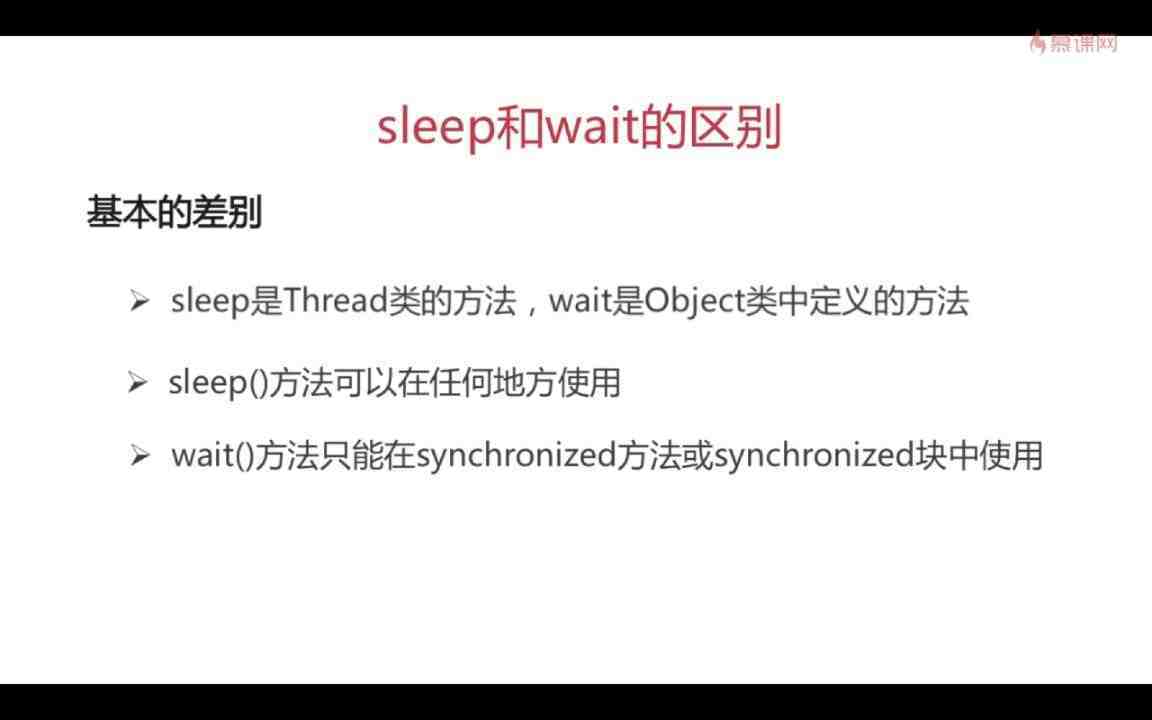 慕课网
sleep和wait的区别
基本的差别
➢ sleep是Thread类的方法，wait是Object类中定义的方法
➢ sleep()方法可以在任何地方使用
➢ wait()方法只能在synchronized方法或synchronized块中使用